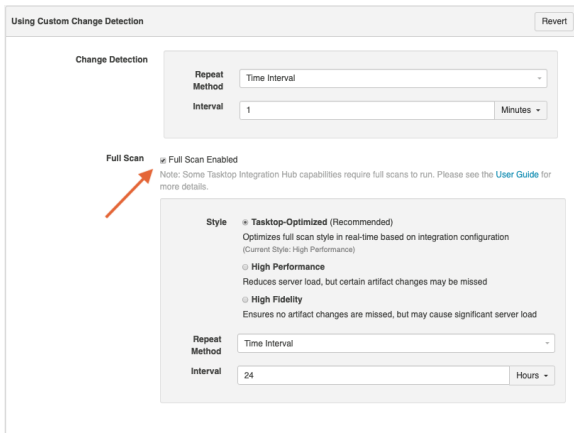 Using Custom Change Detection
Revert
Change Detection
Repeat
Method
Time Interval
Interval
1
Minutes
Full Scan
Full Scan Enabled
Note: Some Tasktop Integration Hub capabilities require full scans to run. Please see the User Guide for
more details.
Style
Tasktop-Optimized (Recommended)
Optimizes full scan style in real-time based on integration configuration
(Current Style: High Performance)
High Performance
Reduces server load, but certain artifact changes may be missed
High Fidelity
Ensures no artifact changes are missed, but may cause significant server load
Repeat
Method
Time Interval
Interval
24
Hours